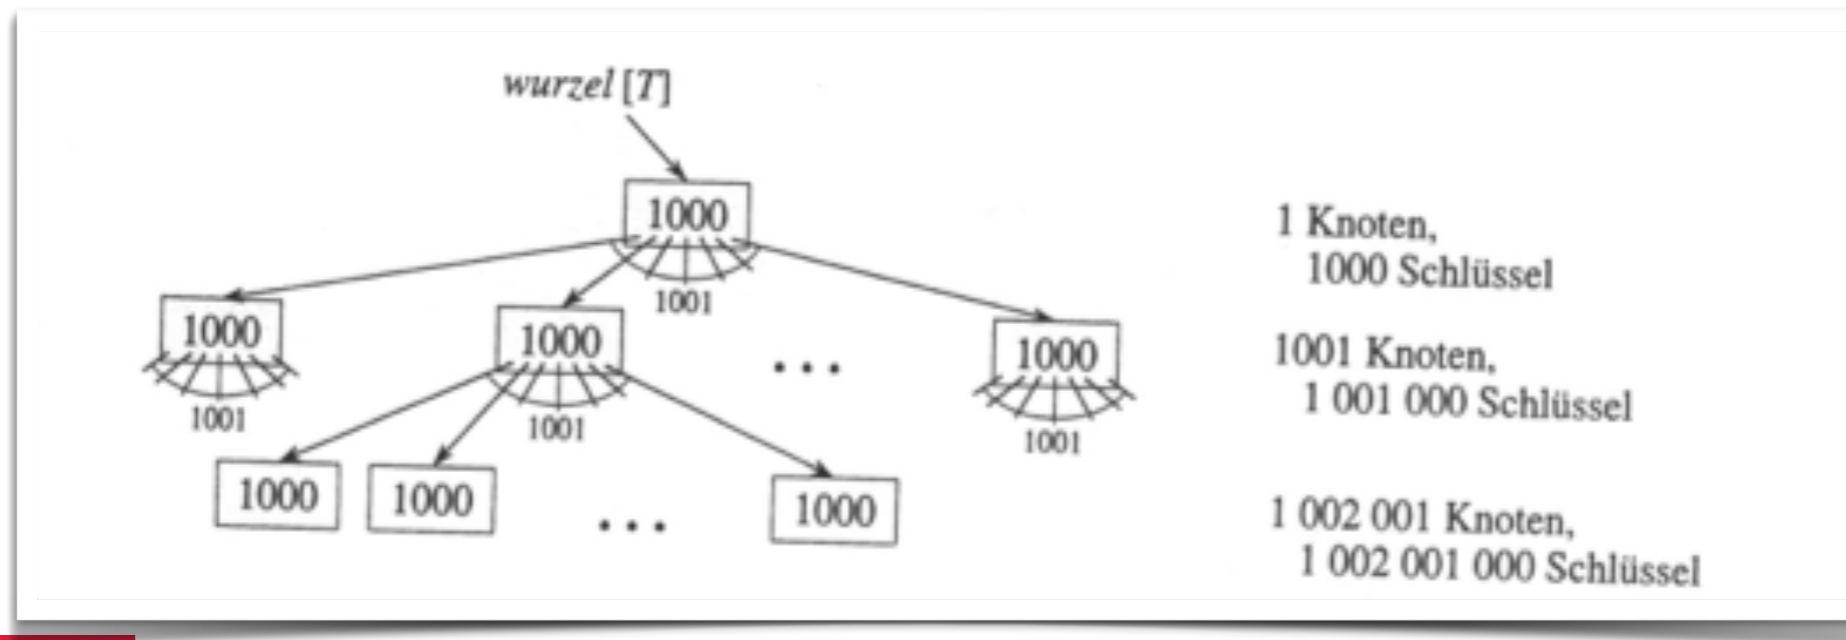 wurzel [T]
1000
1 Knoten,
1000 Schlüssel
1001
1000
1000
1000
1001 Knoten,
1 001 000 Schlüssel
1001
1001
1001
1000
1000
1000
1 002 001 Knoten,
1 002 001 000 Schlüssel